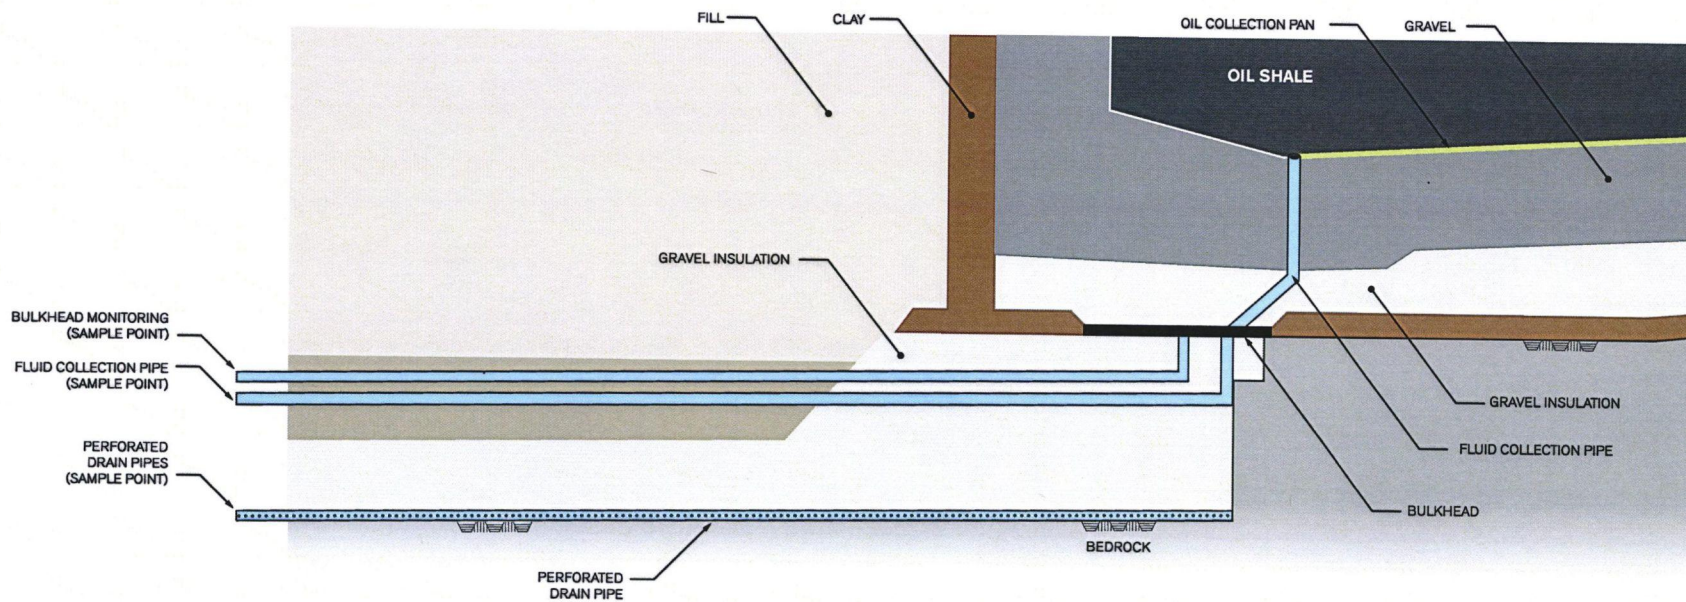 FILL
CLAY
OIL COLLECTION PAN
GRAVEL
OIL SHALE
GRAVEL INSULATION
BULKHEAD MONITORING
(SAMPLE POINT)
FLUID COLLECTION PIPE
(SAMPLE POINT)
PERFORATED
DRAIN PIPES
(SAMPLE POINT)
GRAVEL INSULATION
FLUID COLLECTION PIPE
BULKHEAD
BEDROCK
PERFORATED
DRAIN PIPE